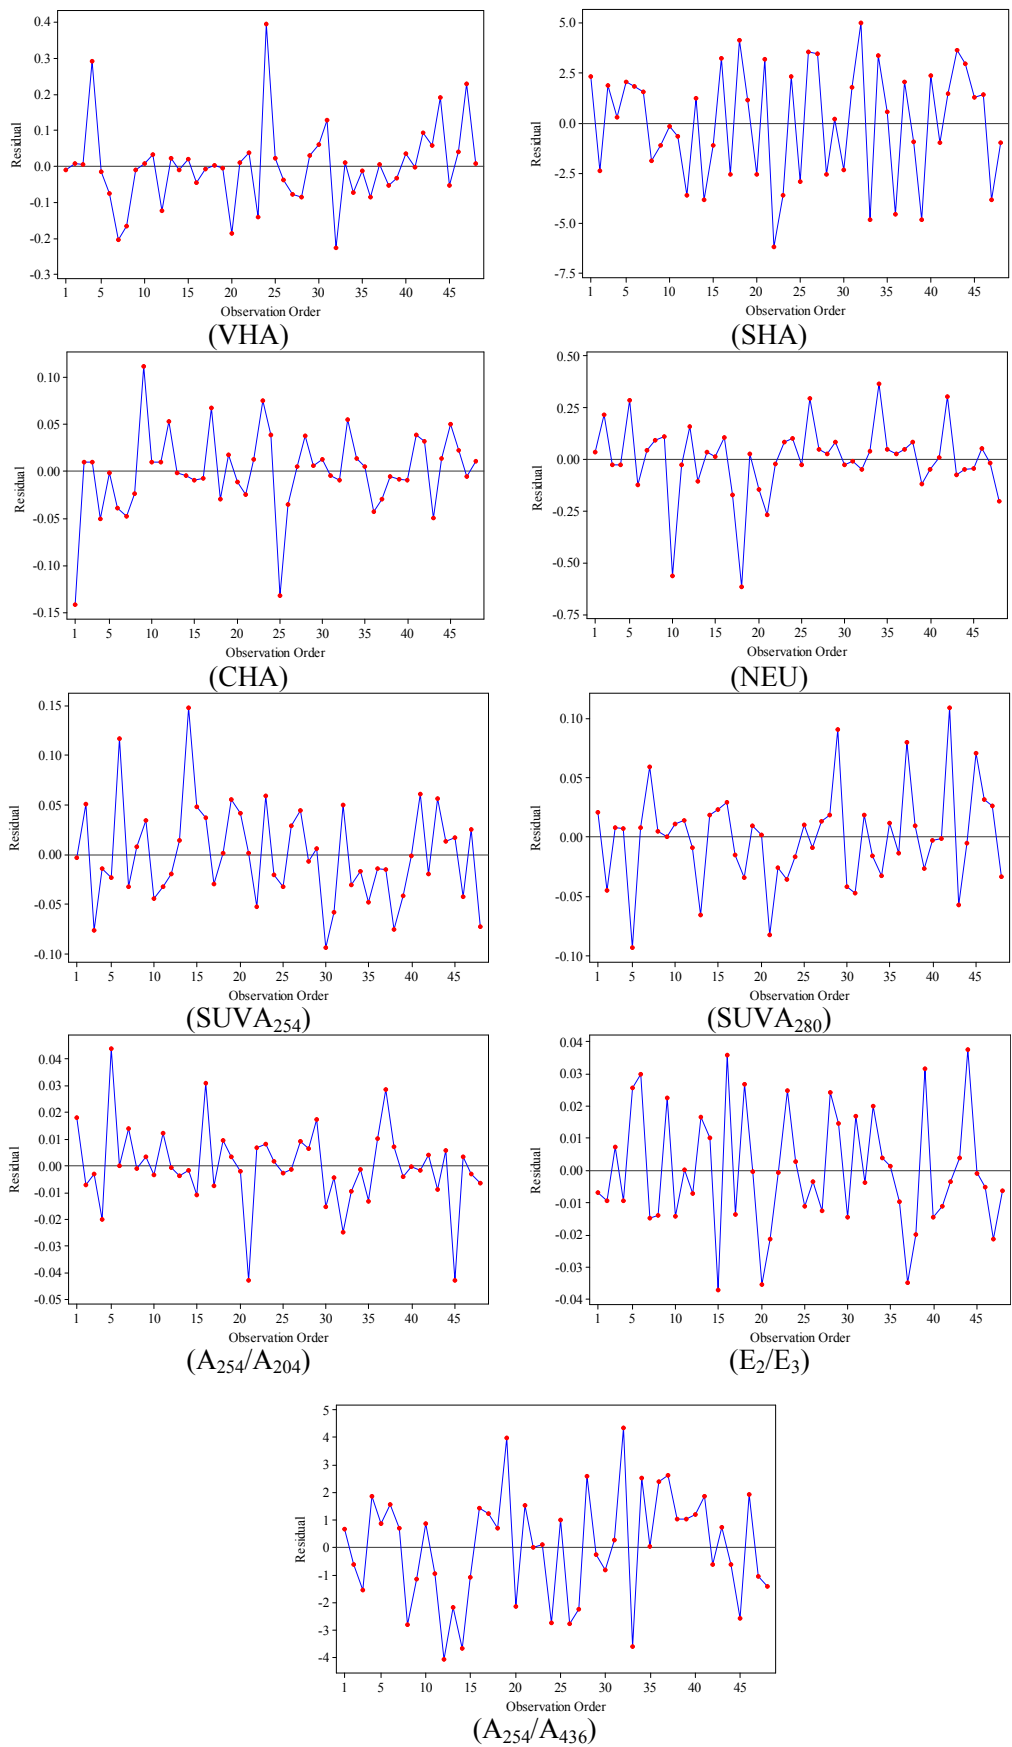 0.4
0.3
0.2
0.1
0.0
-0.1
-0.2
-0.3
Residual
1 5 10 15 20 25 30 35 40 45
Observation Order
(VHA)
5.0
2.5
0.0
-2.5
-5.0
-7.5
Residual
1 5 10 15 20 25 30 35 40 45
Observation Order
(SHA)
0.10
0.05
0.00
-0.05
-0.10
-0.15
Residual
1 5 10 15 20 25 30 35 40 45
Observation Order
(CHA)
0.50
0.25
0.00
-0.25
-0.50
-0.75
Residual
1 5 10 15 20 25 30 35 40 45
Observation Order
(NEU)
0.15
0.10
0.05
0.00
-0.05
-0.10
Residual
1 5 10 15 20 25 30 35 40 45
Observation Order
(SUVA₂₅₄)
0.10
0.05
0.00
-0.05
-0.10
Residual
1 5 10 15 20 25 30 35 40 45
Observation Order
(SUVA₂₈₀)
0.04
0.03
0.02
0.01
0.00
-0.01
-0.02
-0.03
-0.04
-0.05
Residual
1 5 10 15 20 25 30 35 40 45
Observation Order
(A₂₅₄/A₂₀₄)
0.04
0.03
0.02
0.01
0.00
-0.01
-0.02
-0.03
-0.04
Residual
1 5 10 15 20 25 30 35 40 45
Observation Order
(E₂/E₃)
5
4
3
2
1
0
-1
-2
-3
-4
Residual
1 5 10 15 20 25 30 35 40 45
Observation Order
(A₂₅₄/A₄₃₆)